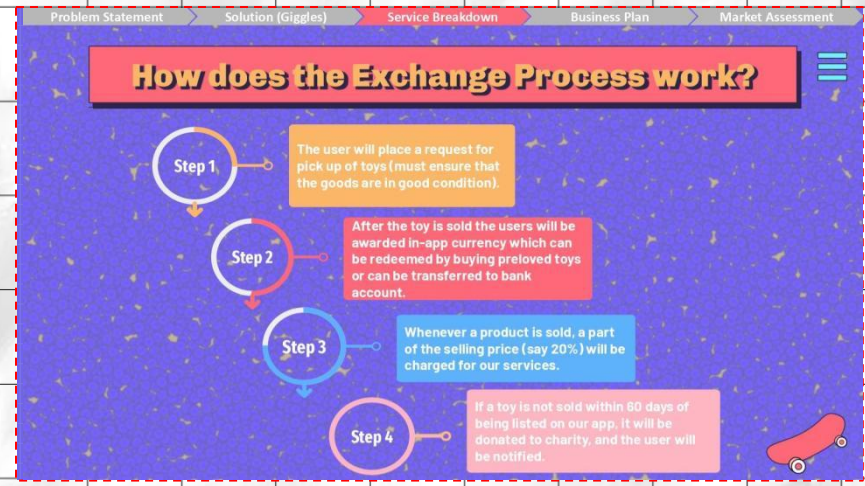 Problem Statement Solution (Giggles) Service Breakdown Business Plan Market Assessment
How does the Exchange Process work?
Step 1
The user will place a request for
pick up of toys (must ensure that
the goods are in good condition).
Step 2
After the toy is sold the users will be
awarded in-app currency which can
be redeemed by buying preloved toys
or can be transferred to bank
account.
Step 3
Whenever a product is sold, a part
of the selling price (say 20%) will be
charged for our services.
Step 4
If a toy is not sold within 60 days of
being listed on our app, it will be
donated to charity, and the user will
be notified.